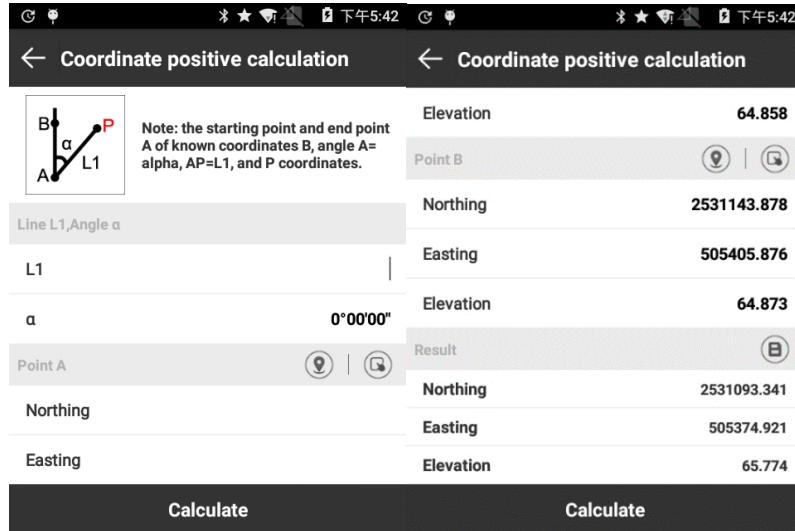 下午5:42
Coordinate positive calculation
B
P
α
L1
A
Note: the starting point and end point
A of known coordinates B, angle A=
alpha, AP=L1, and P coordinates.
Line L1,Angle α
L1
α 0°00'00"
Point A
Northing
Easting
Calculate
下午5:42
Coordinate positive calculation
Elevation 64.858
Point B
Northing 2531143.878
Easting 505405.876
Elevation 64.873
Result
Northing 2531093.341
Easting 505374.921
Elevation 65.774
Calculate